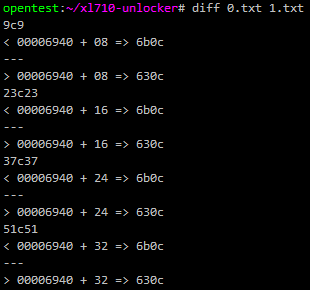 opentest:~/xl710-unlocker# diff 0.txt 1.txt
9c9
< 00006940 + 08 => 6b0c
---
> 00006940 + 08 => 630c
23c23
< 00006940 + 16 => 6b0c
---
> 00006940 + 16 => 630c
37c37
< 00006940 + 24 => 6b0c
---
> 00006940 + 24 => 630c
51c51
< 00006940 + 32 => 6b0c
---
> 00006940 + 32 => 630c